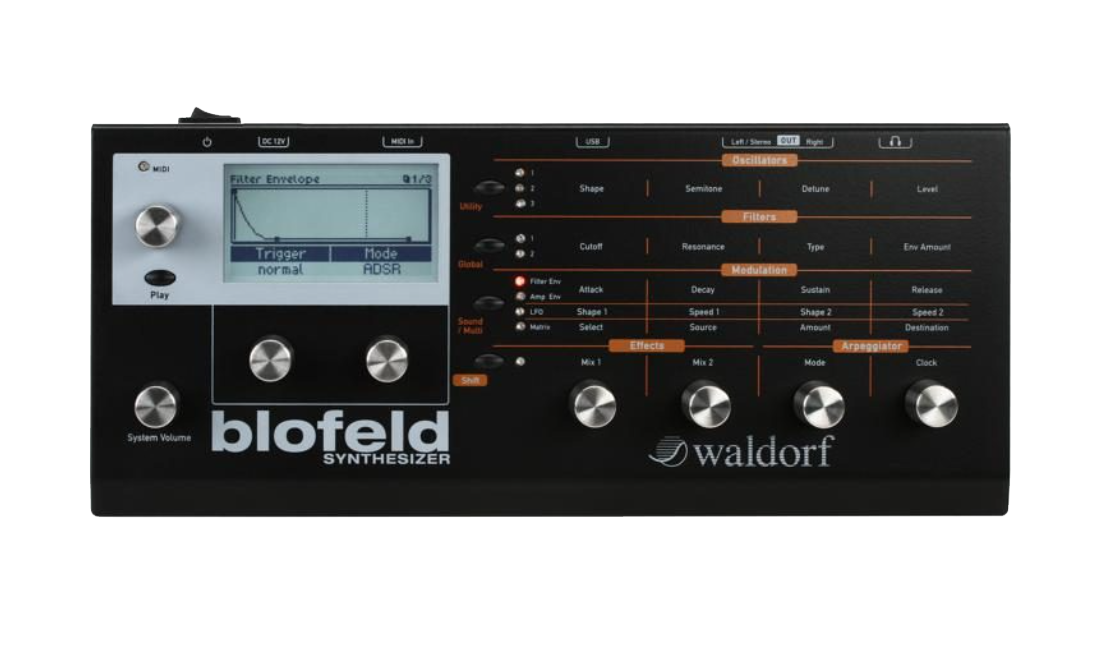 DC 12V MIDI In USB Left / Stereo OUT Right
MIDI
Filter Envelope 1/3
Trigger Mode
normal ADSR
Play
System Volume
blofeld
SYNTHESIZER
Oscillators
1
2
3
Shape Semitone Detune Level
Utility
Filters
1
2
Cutoff Resonance Type Env Amount
Global
Modulation
Filter Env
Attack Decay Sustain Release
Amp Env
LFO Shape 1 Speed 1 Shape 2 Speed 2
Matrix Select Source Amount Destination
Sound
/ Multi
Effects Arpeggiator
Mix 1 Mix 2 Mode Clock
Shift
waldorf